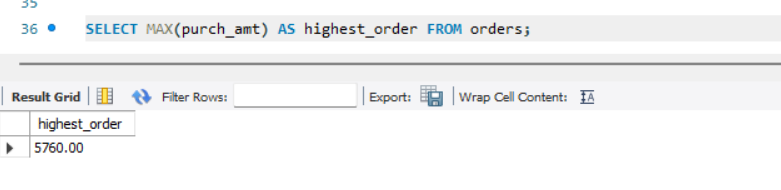 35
36 SELECT MAX(purch_amt) AS highest_order FROM orders;
Result Grid Filter Rows: Export: Wrap Cell Content: IA
highest_order
5760.00